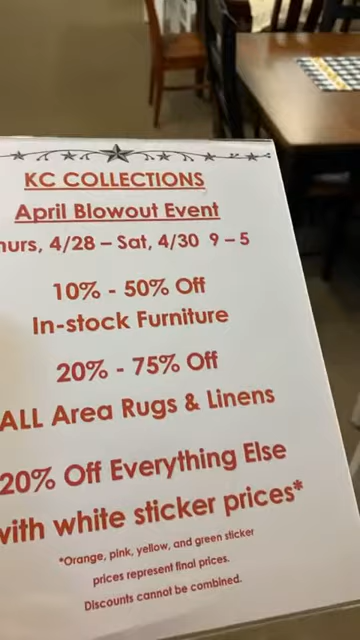 KC COLLECTIONS
April Blowout Event
hurs, 4/28 – Sat, 4/30 9 – 5
10% - 50% Off
In-stock Furniture
20% - 75% Off
ALL Area Rugs & Linens
20% Off Everything Else
with white sticker prices*
*Orange, pink, yellow, and green sticker
prices represent final prices.
Discounts cannot be combined.